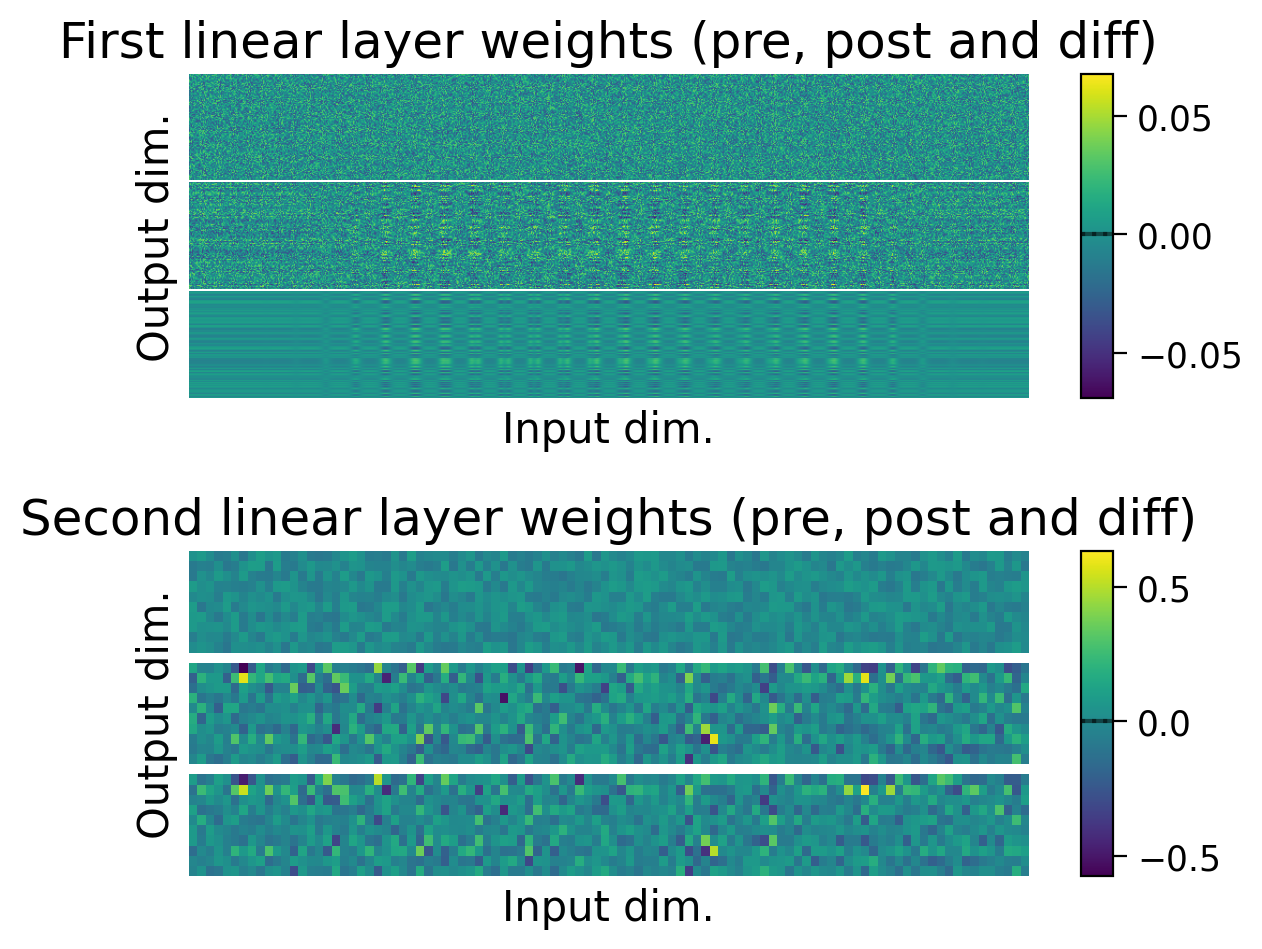 First linear layer weights (pre, post and diff)
Output dim.
0.05
0.00
−0.05
Input dim.
Second linear layer weights (pre, post and diff)
Output dim.
0.5
0.0
−0.5
Input dim.